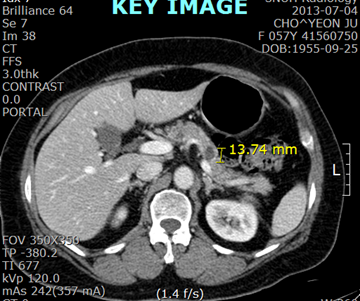 KEY IMAGE
Brilliance 64
Se 7
Im 38
CT
FFS
3.0thk
CONTRAST
0.0
PORTAL
2013-07-04
CHO^YEON JU
F 057Y 41560750
DOB:1955-09-25
13.74 mm
L
FOV 350X350
TP -380.2
TI 677
kVp 120.0
mAs 242(357-mA)
(1.4 f/s)